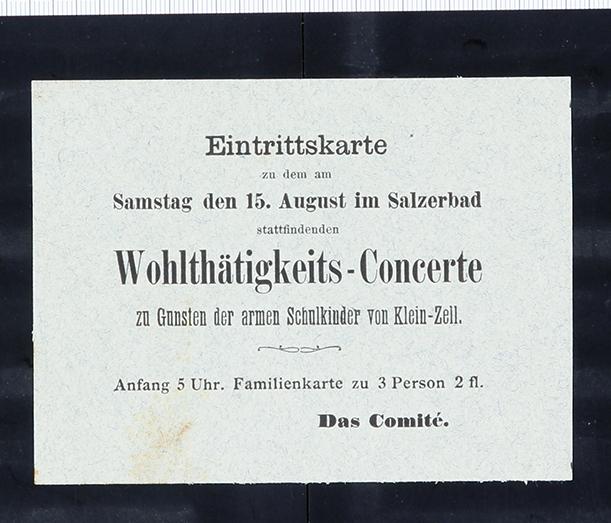 Eintrittskarte
zu dem am
Samstag den 15. August im Salzerbad
stattfindenden
Wohlthätigkeits-Concerte
zu Gunsten der armen Schulkinder von Klein-Zell.
Anfang 5 Uhr. Familienkarte zu 3 Person 2 fl.
Das Comité.